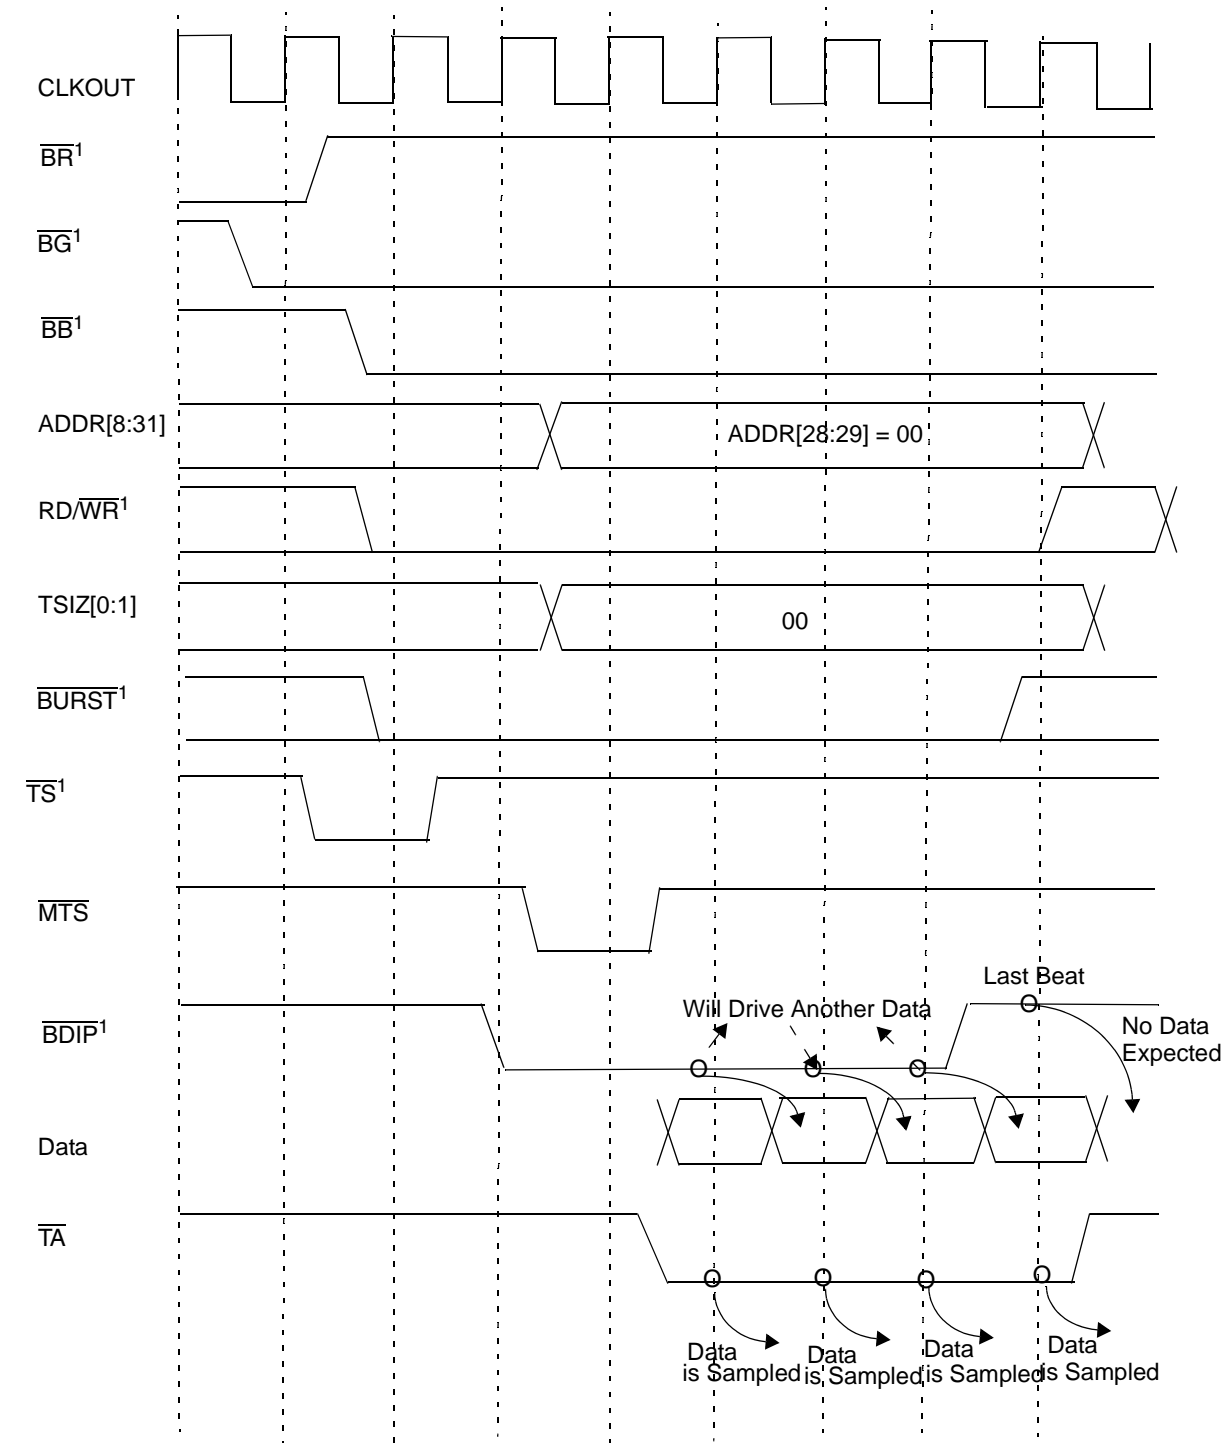 CLKOUT
BR¹
BG¹
BB¹
ADDR[8:31]
ADDR[28:29] = 00
RD/WR¹
TSIZ[0:1]
00
BURST¹
TS¹
MTS
Last Beat
Will Drive Another Data
BDIP¹
No Data
Expected
Data
TA
Data
is Sampled
Data
is Sampled
Data
is Sampled
Data
is Sampled